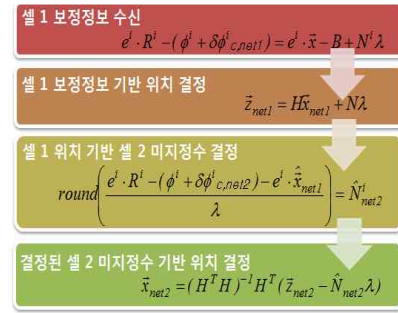 셀 1 보정정보 수신
e^i · R^i − (ϕ^i + δϕ^i_{c,net1}) = e^i · x⃗ − B + N^i λ
셀 1 보정정보 기반 위치 결정
z⃗_{net1} = Hx⃗_{net1} + Nλ
셀 1 위치 기반 셀 2 미지정수 결정
round( (e^i · R^i − (ϕ^i + δϕ^i_{c,net2}) − e^i · x̂⃗_{net1}) / λ ) = N̂^i_{net2}
결정된 셀 2 미지정수 기반 위치 결정
x⃗_{net2} = (H^T H)^{−1} H^T (z⃗_{net2} − N̂_{net2} λ)